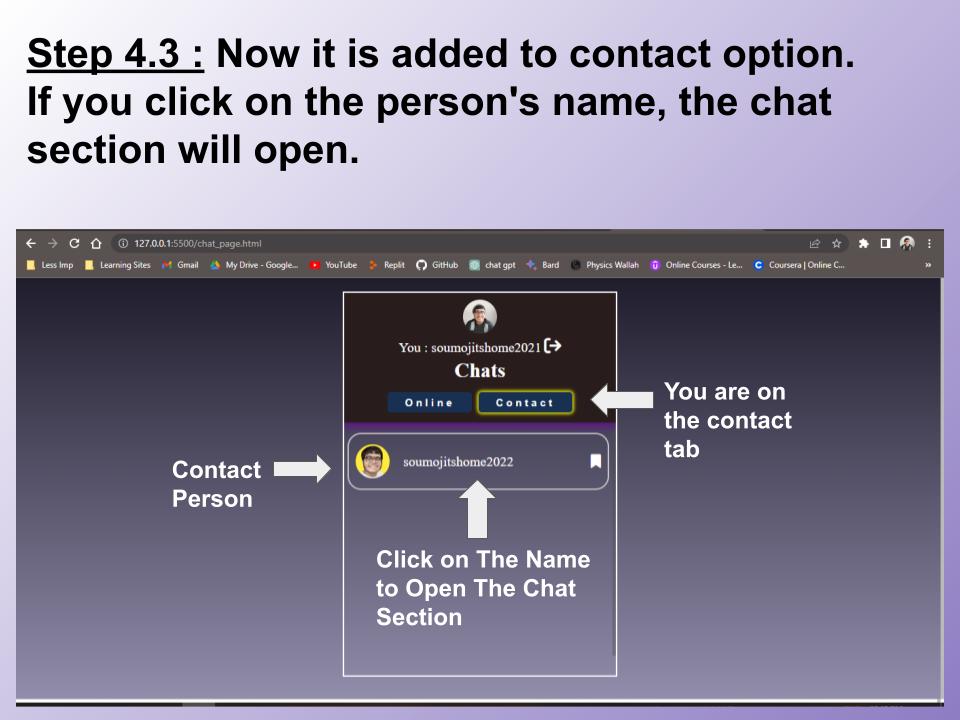 Step 4.3 : Now it is added to contact option.
If you click on the person's name, the chat
section will open.
127.0.0.1:5500/chat_page.html
Less Imp Learning Sites Gmail My Drive - Google... YouTube Replit GitHub chat gpt Bard Physics Wallah Online Courses - Le... Coursera | Online C... »
You : soumojitshome2021
Chats
Online Contact
You are on
the contact
tab
soumojitshome2022
Contact
Person
Click on The Name
to Open The Chat
Section